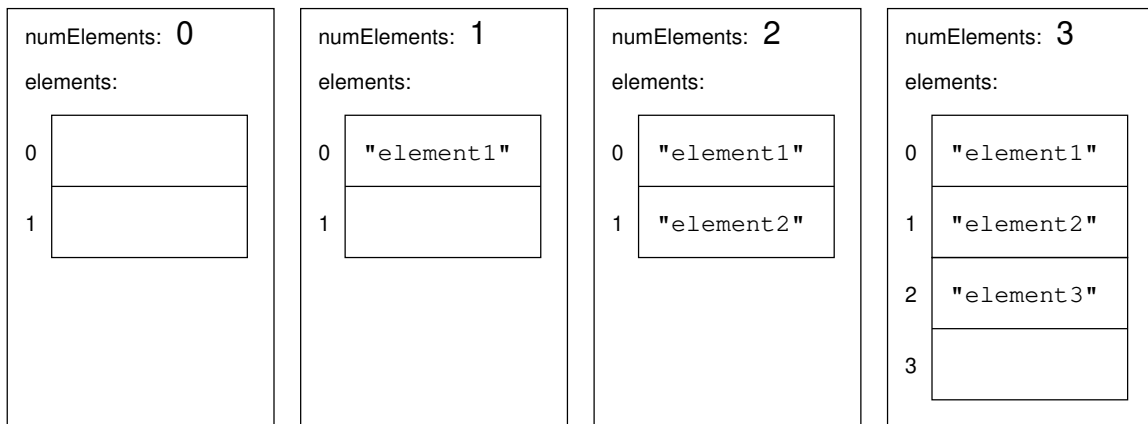 numElements: 0
elements:
0
1
numElements: 1
elements:
0 "element1"
1
numElements: 2
elements:
0 "element1"
1 "element2"
numElements: 3
elements:
0 "element1"
1 "element2"
2 "element3"
3